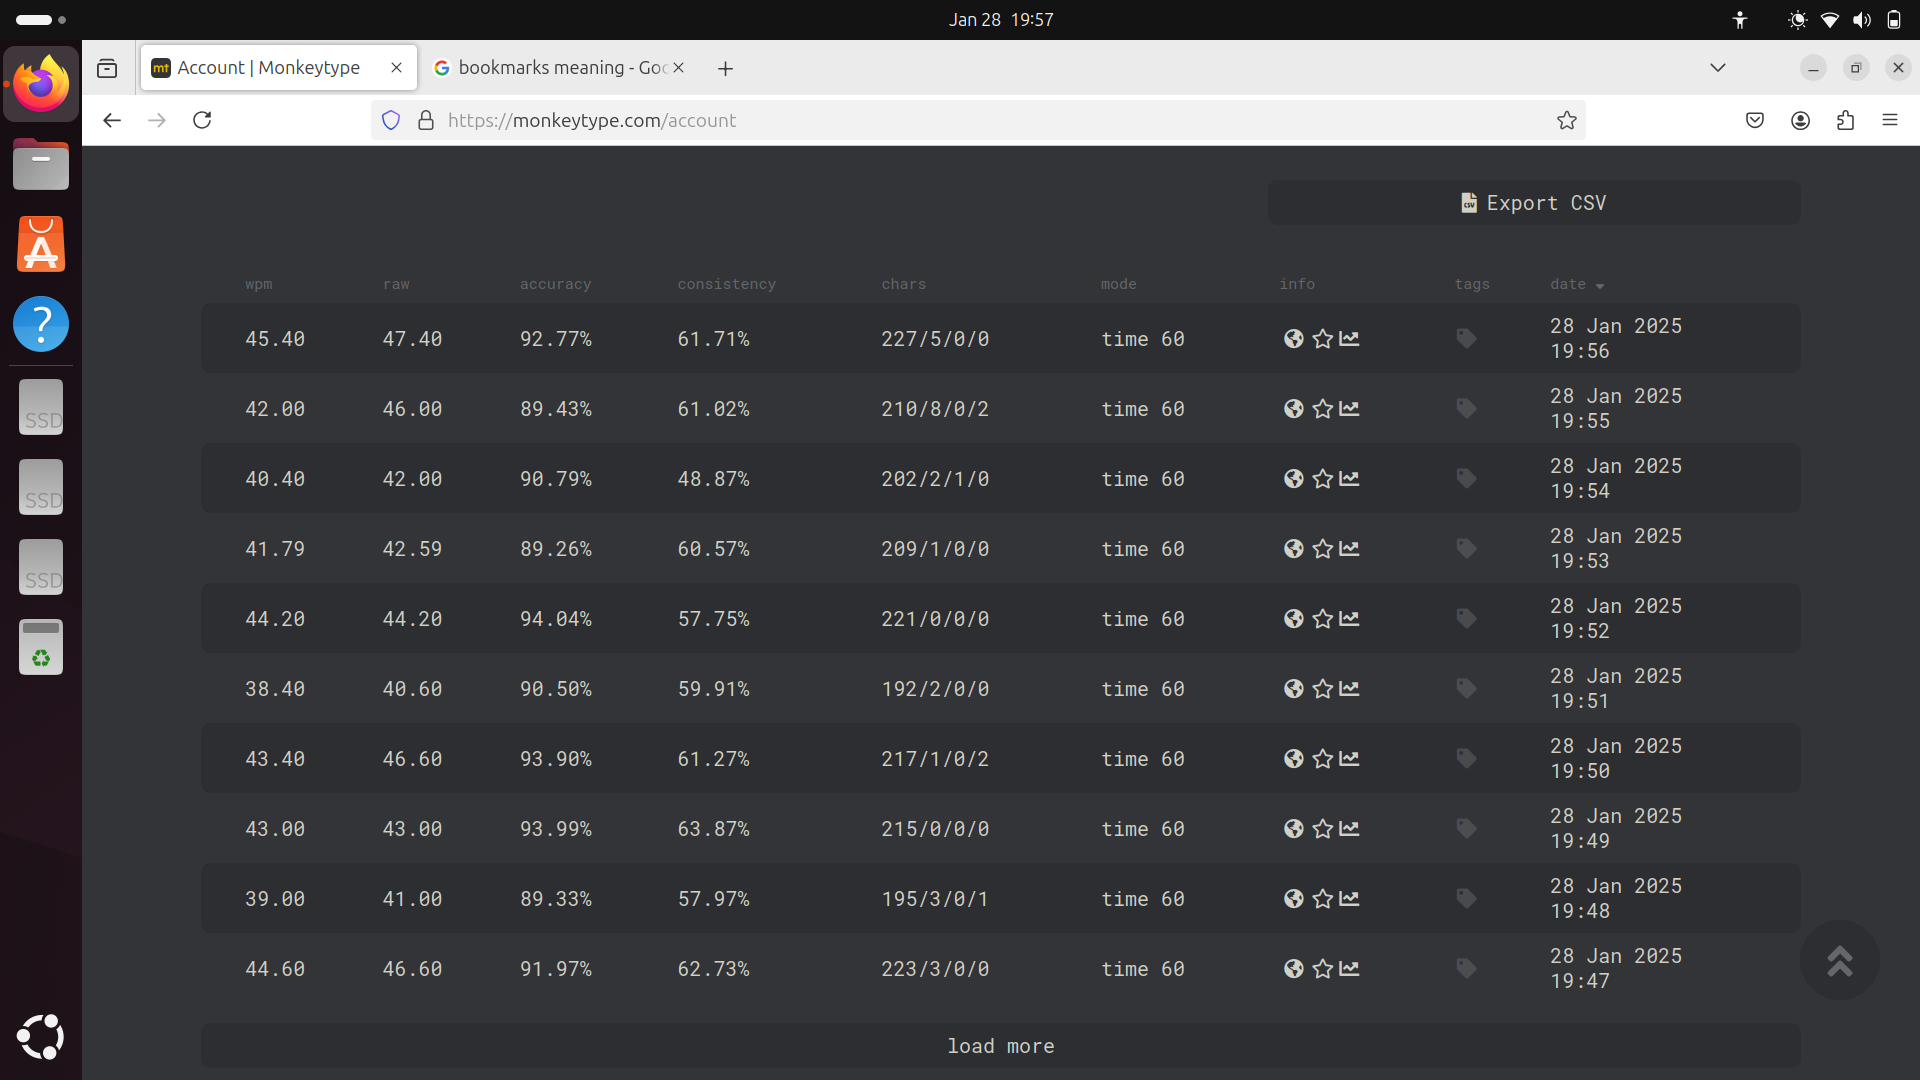 Jan 28 19:57
mt Account | Monkeytype
bookmarks meaning - Goo
https://monkeytype.com/account
CSV Export CSV
wpm raw accuracy consistency chars mode info tags date
45.40 47.40 92.77% 61.71% 227/5/0/0 time 60 28 Jan 2025
19:56
42.00 46.00 89.43% 61.02% 210/8/0/2 time 60 28 Jan 2025
19:55
40.40 42.00 90.79% 48.87% 202/2/1/0 time 60 28 Jan 2025
19:54
41.79 42.59 89.26% 60.57% 209/1/0/0 time 60 28 Jan 2025
19:53
44.20 44.20 94.04% 57.75% 221/0/0/0 time 60 28 Jan 2025
19:52
38.40 40.60 90.50% 59.91% 192/2/0/0 time 60 28 Jan 2025
19:51
43.40 46.60 93.90% 61.27% 217/1/0/2 time 60 28 Jan 2025
19:50
43.00 43.00 93.99% 63.87% 215/0/0/0 time 60 28 Jan 2025
19:49
39.00 41.00 89.33% 57.97% 195/3/0/1 time 60 28 Jan 2025
19:48
44.60 46.60 91.97% 62.73% 223/3/0/0 time 60 28 Jan 2025
19:47
load more
SSD
SSD
SSD